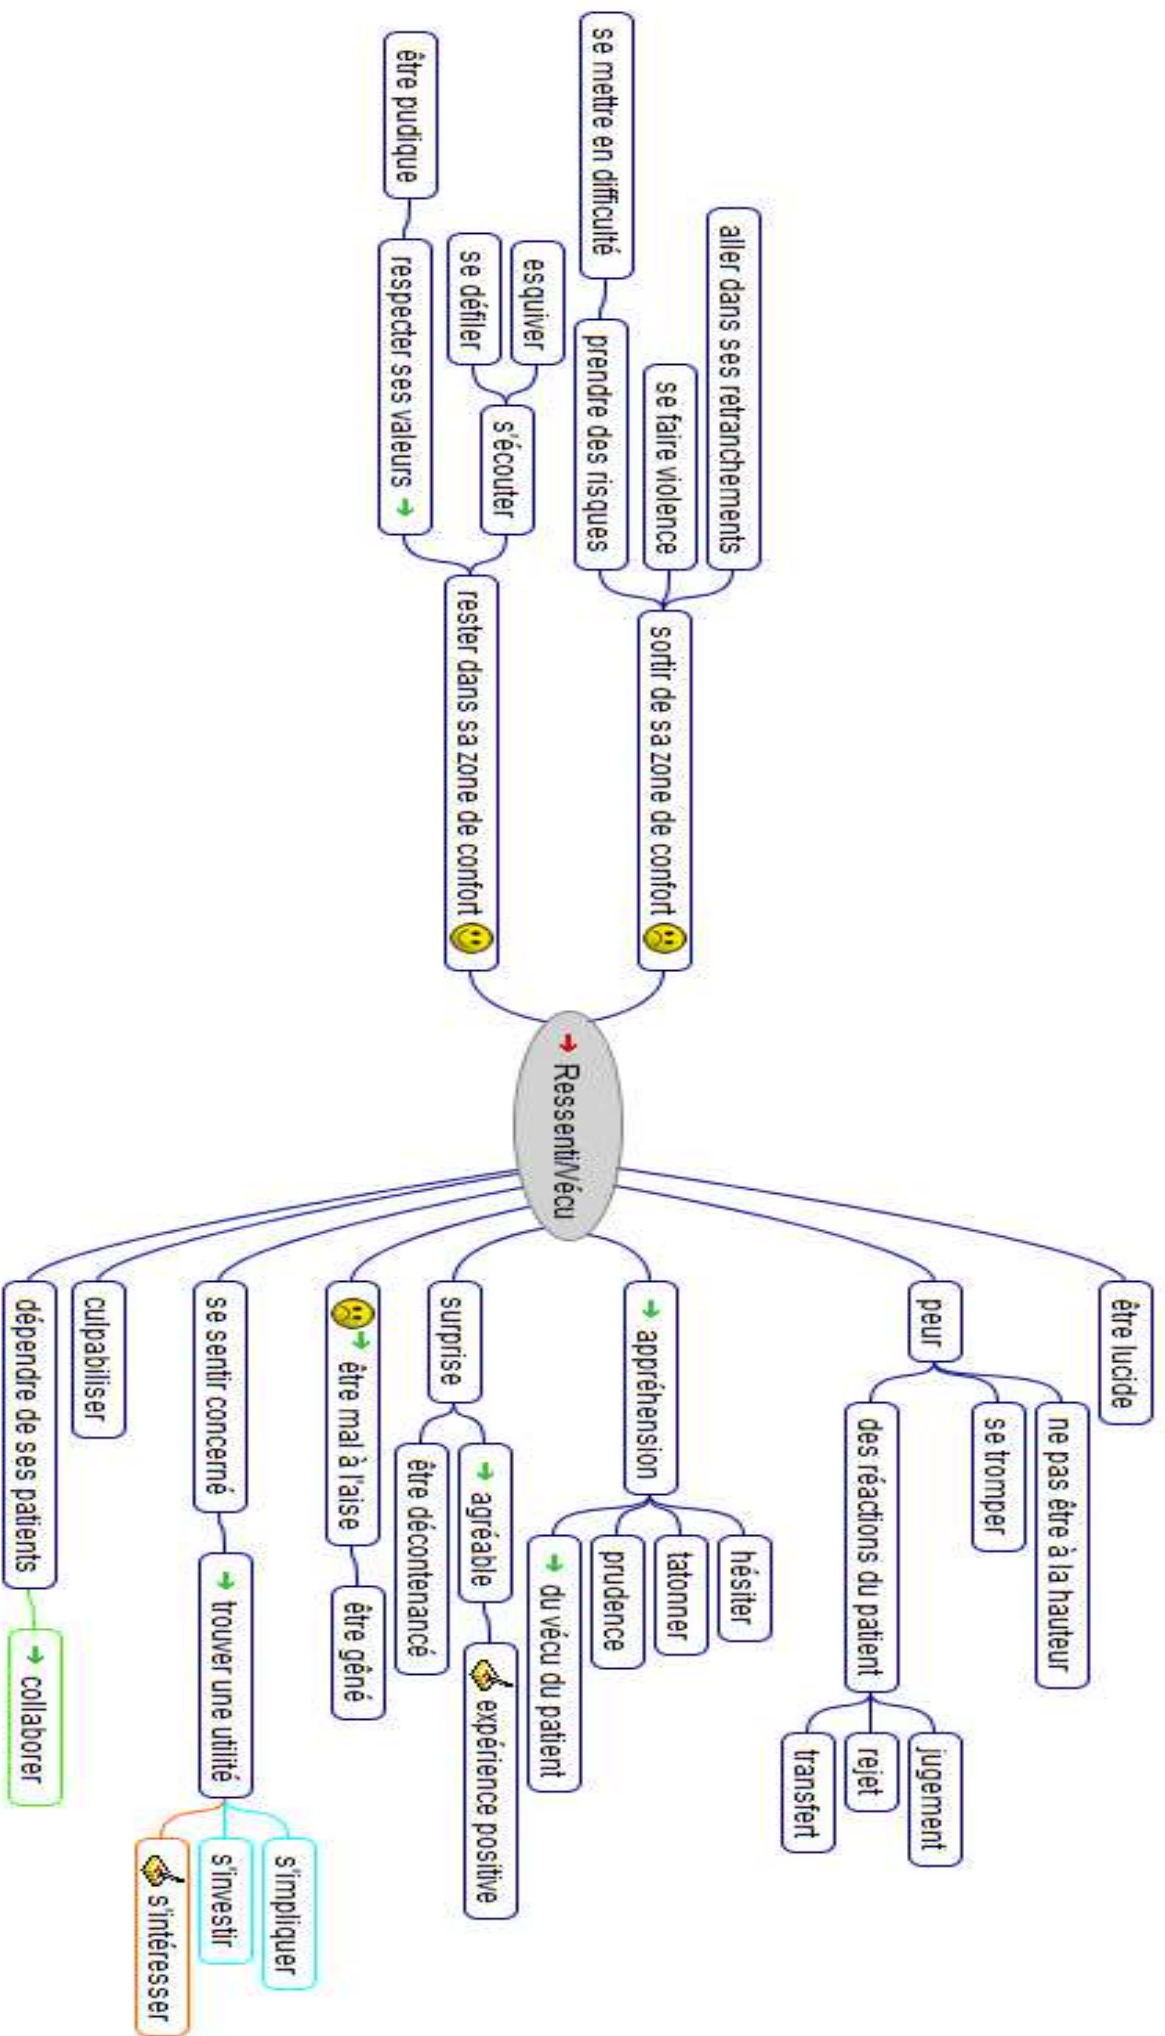 aller dans ses retranchements
se faire violence
se mettre en difficulté
prendre des risques
sortir de sa zone de confort
esquiver
se défiler
s'écouter
être pudique
respecter ses valeurs
rester dans sa zone de confort
Ressenti/Vécu
être lucide
peur
ne pas être à la hauteur
se tromper
des réactions du patient
jugement
rejet
transfert
appréhension
hésiter
tatonner
prudence
du vécu du patient
surprise
agréable
expérience positive
être décontenancé
être mal à l'aise
être gêné
se sentir concerné
trouver une utilité
s'impliquer
s'investir
s'intéresser
culpabiliser
dépendre de ses patients
collaborer